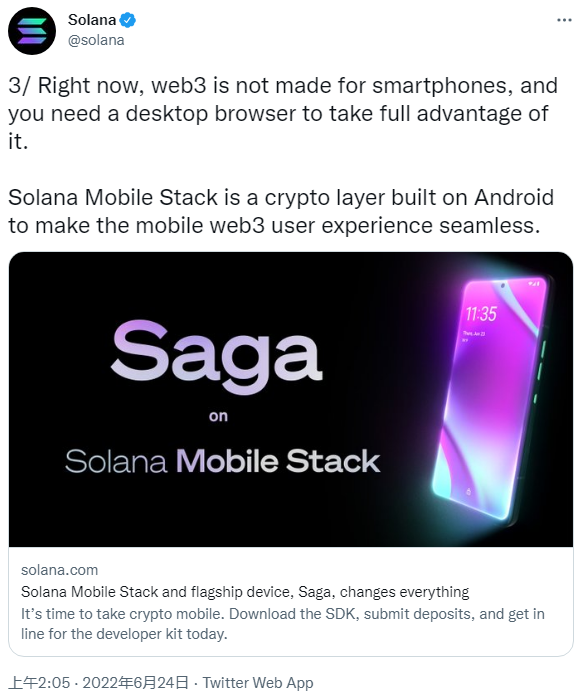 Solana
@solana
3/ Right now, web3 is not made for smartphones, and
you need a desktop browser to take full advantage of
it.
Solana Mobile Stack is a crypto layer built on Android
to make the mobile web3 user experience seamless.
Saga
on
Solana Mobile Stack
11:35
solana.com
Solana Mobile Stack and flagship device, Saga, changes everything
It’s time to take crypto mobile. Download the SDK, submit deposits, and get in
line for the developer kit today.
上午2:05 · 2022年6月24日 · Twitter Web App